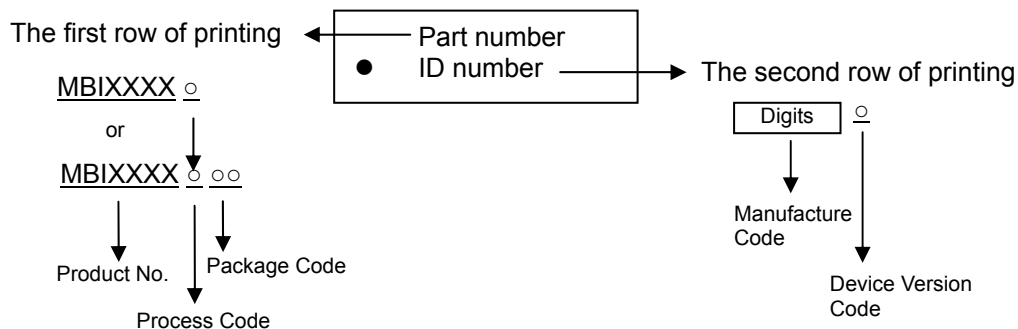 The first row of printing
Part number
● ID number
The second row of printing
MBIXXXX ○
or
MBIXXXX ○ ○○
Digits ○
Manufacture
Code
Product No.
Package Code
Process Code
Device Version
Code